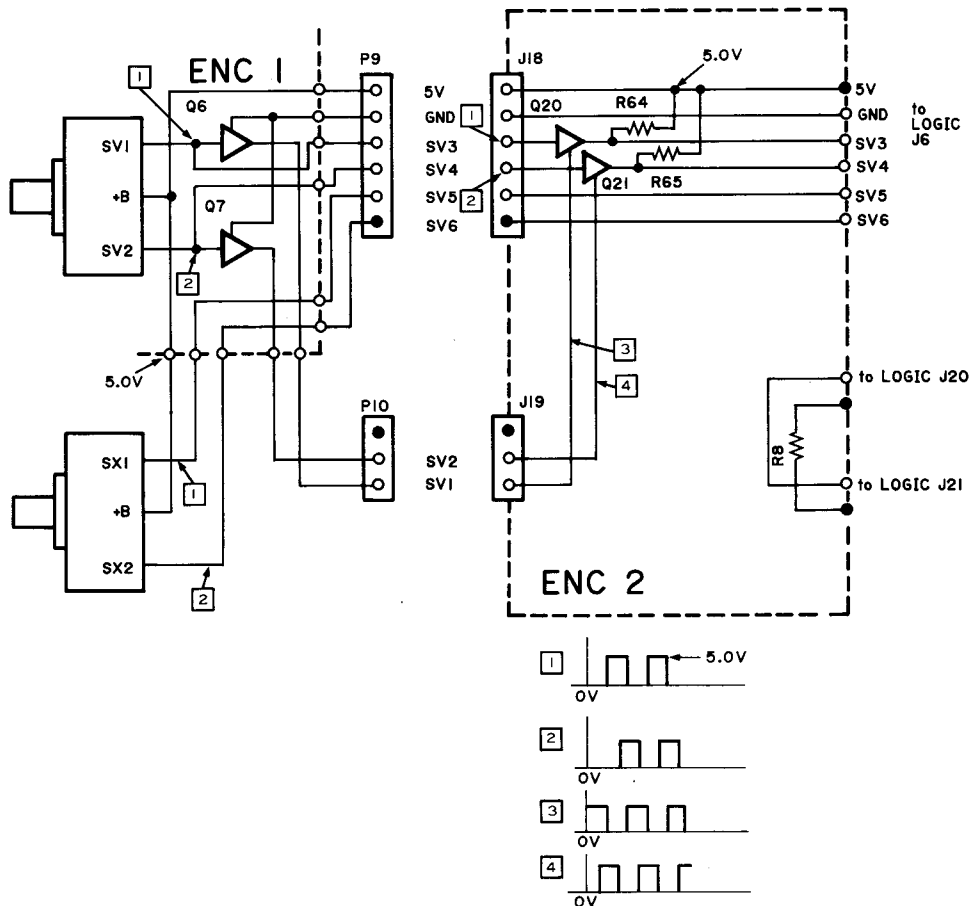 ENC 1
1
Q6
SV1
+B
SV2
Q7
2
5.0V
SX1
1
+B
SX2
2
P9
5V
GND
SV3
SV4
SV5
SV6
P10
SV2
SV1
J18
1
2
Q20
R64
5.0V
Q21
R65
5V
GND
SV3
SV4
SV5
SV6
to
LOGIC
J6
3
4
J19
to LOGIC J20
R8
to LOGIC J21
ENC 2
1
5.0V
0V
2
0V
3
0V
4
0V